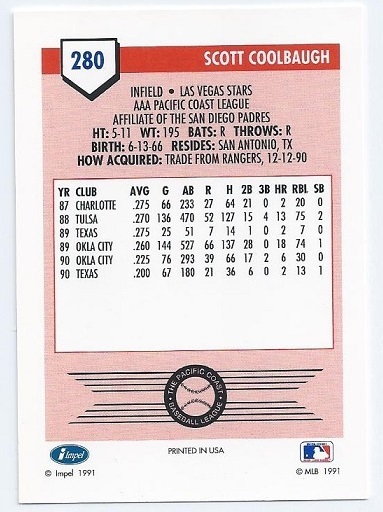 280
SCOTT COOLBAUGH
INFIELD • LAS VEGAS STARS
AAA PACIFIC COAST LEAGUE
AFFILIATE OF THE SAN DIEGO PADRES
HT: 5-11 WT: 195 BATS: R THROWS: R
BIRTH: 6-13-66 RESIDES: SAN ANTONIO, TX
HOW ACQUIRED: TRADE FROM RANGERS, 12-12-90
YR CLUB AVG G AB R H 2B 3B HR RBL SB
87 CHARLOTTE .275 66 233 27 64 21 0 2 20 0
88 TULSA .270 136 470 52 127 15 4 13 75 2
89 TEXAS .275 25 51 7 14 1 0 2 7 0
89 OKLA CITY .260 144 527 66 137 28 0 18 74 1
90 OKLA CITY .225 76 293 39 66 17 2 6 30 0
90 TEXAS .200 67 180 21 36 6 0 2 13 1
THE PACIFIC COAST
BASEBALL LEAGUE
impel
PRINTED IN USA
© Impel 1991
© MLB 1991